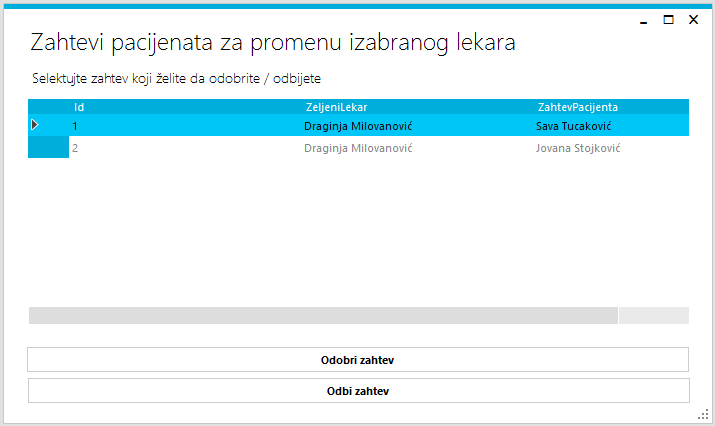 Zahtevi pacijenata za promenu izabranog lekara
Selektujte zahtev koji želite da odobrite / odbijete
Id ZeljeniLekar ZahtevPacijenta
1 Draginja Milovanović Sava Tucaković
2 Draginja Milovanović Jovana Stojković
Odobri zahtev
Odbi zahtev